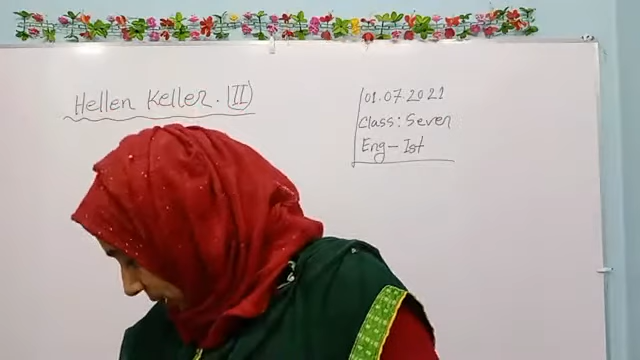 Hellen Keller. (II)
01.07.2021
Class: Seven
Eng - Ist